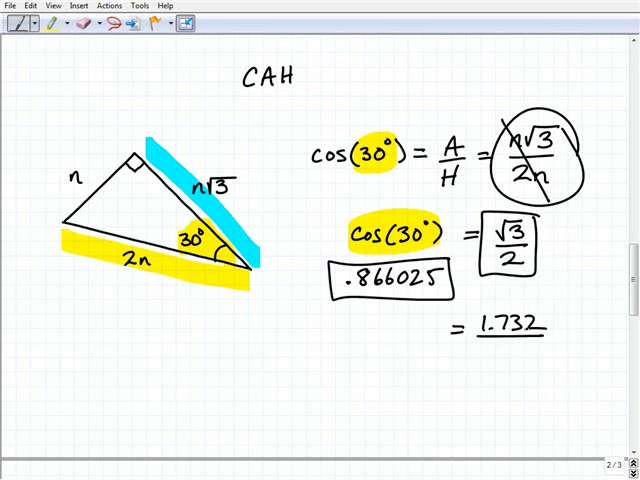 File Edit View Insert Actions Tools Help
CAH
n
n√3
30°
2n
cos(30°) = A/H = n√3/2n
cos(30°) = √3/2
.866025
= 1.732
2 / 3